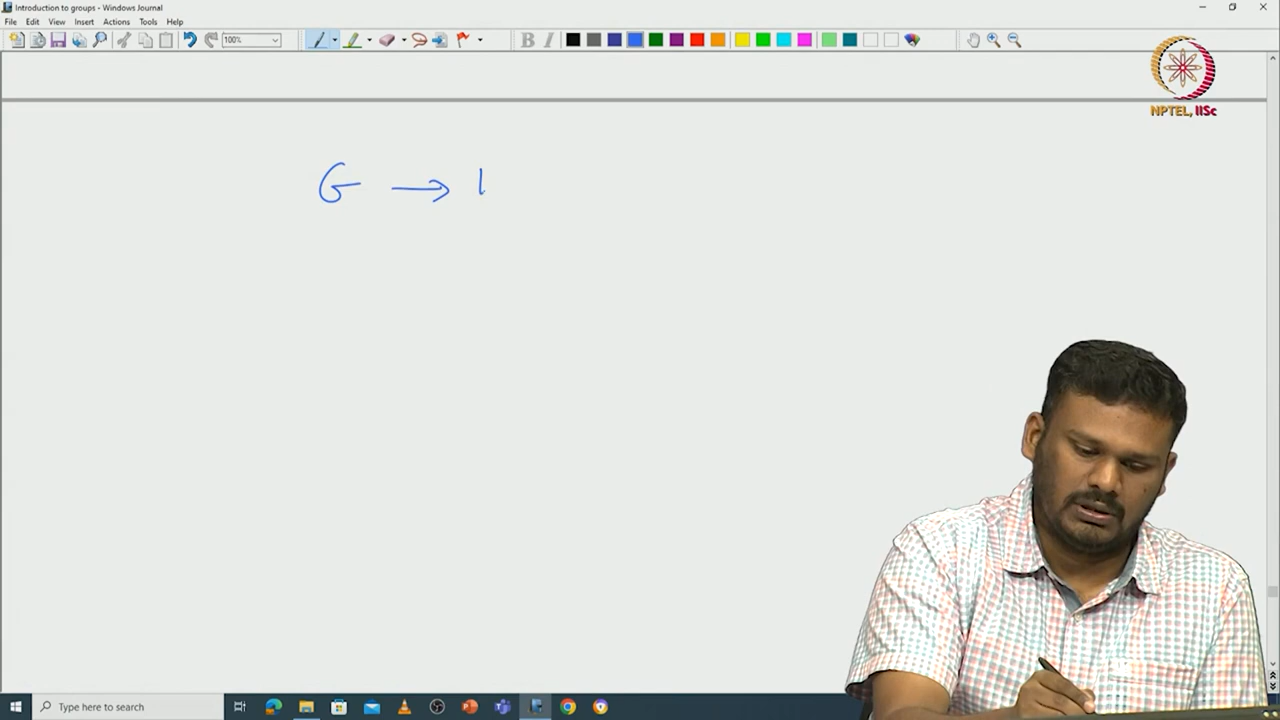 Introduction to groups - Windows Journal
File Edit View Insert Actions Tools Help
100% B I
NPTEL, IISc
G → I
Type here to search